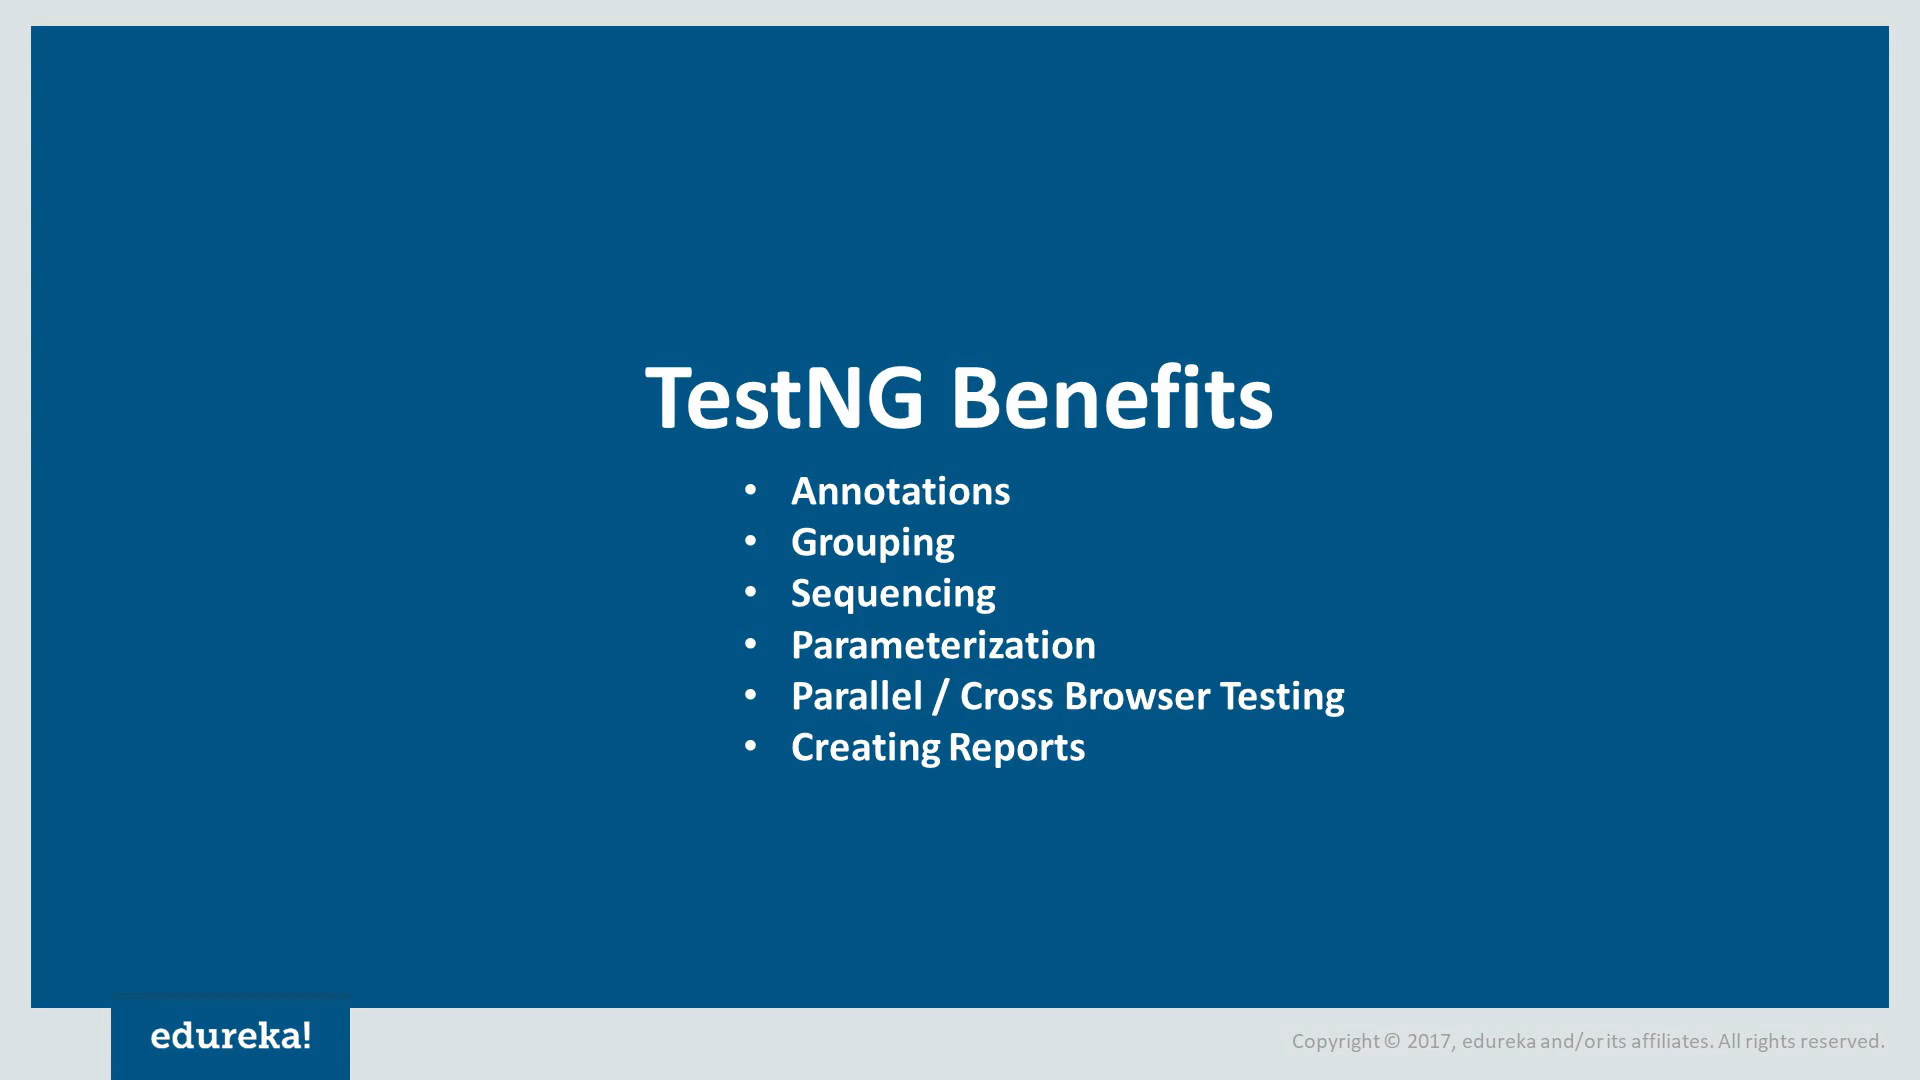 TestNG Benefits
• Annotations
• Grouping
• Sequencing
• Parameterization
• Parallel / Cross Browser Testing
• Creating Reports
edureka!
Copyright © 2017, edureka and/or its affiliates. All rights reserved.